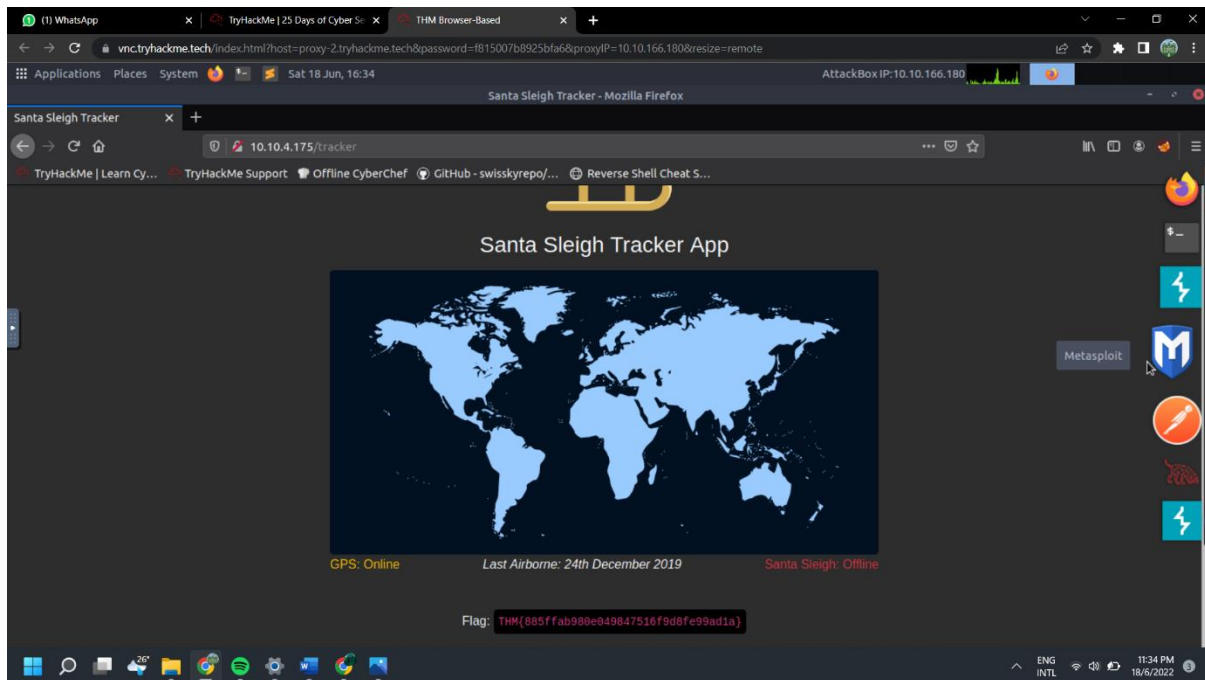 (1) WhatsApp
TryHackMe | 25 Days of Cyber Se
THM Browser-Based
vnc.tryhackme.tech/index.html?host=proxy-2.tryhackme.tech&password=f815007b8925bfa6&proxyIP=10.10.166.180&resize=remote
Applications Places System Sat 18 Jun, 16:34 AttackBox IP:10.10.166.180
Santa Sleigh Tracker - Mozilla Firefox
Santa Sleigh Tracker
10.10.4.175/tracker
TryHackMe | Learn Cy... TryHackMe Support Offline CyberChef GitHub - swisskyrepo/... Reverse Shell Cheat S...
Santa Sleigh Tracker App
Metasploit
GPS: Online Last Airborne: 24th December 2019 Santa Sleigh: Offline
Flag: THM{885ffab980e049847516f9d8fe99ad1a}
26°
ENG
INTL
11:34 PM
18/6/2022
3